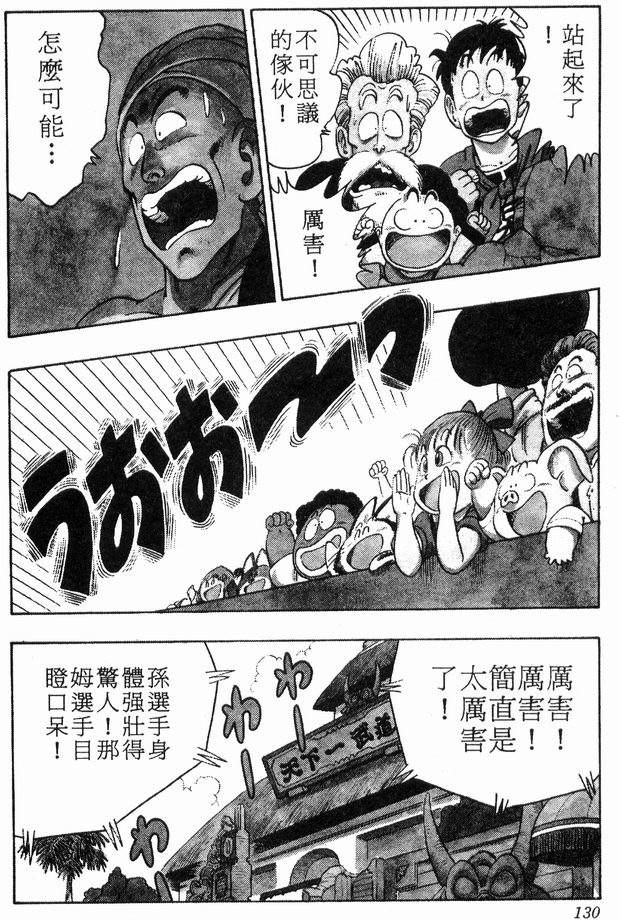 站起來了
！
不可思議
的傢伙！
厲害！
怎麼可能…
うおお～っ
厲害！
厲害！
簡直是
太厲害
了！
わーわー
わー
天下一武道
孫選手身
體强壯得
驚人！那
姆選手目
瞪口呆！
130